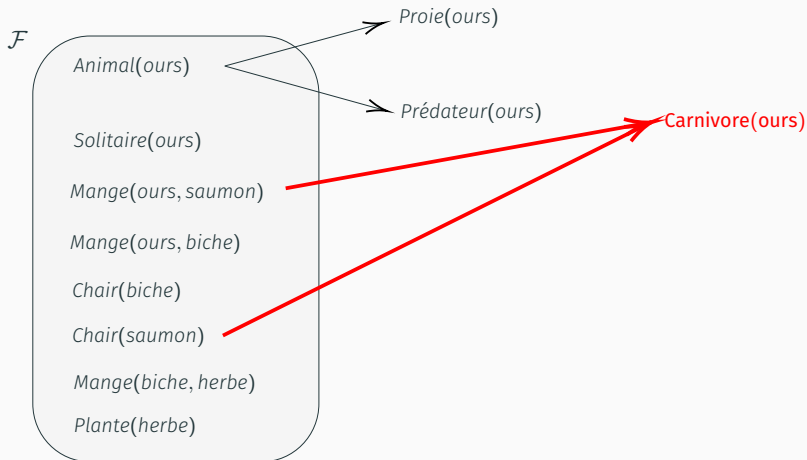 Proie(ours)
ℱ
Animal(ours)
Prédateur(ours)
Carnivore(ours)
Solitaire(ours)
Mange(ours, saumon)
Mange(ours, biche)
Chair(biche)
Chair(saumon)
Mange(biche, herbe)
Plante(herbe)